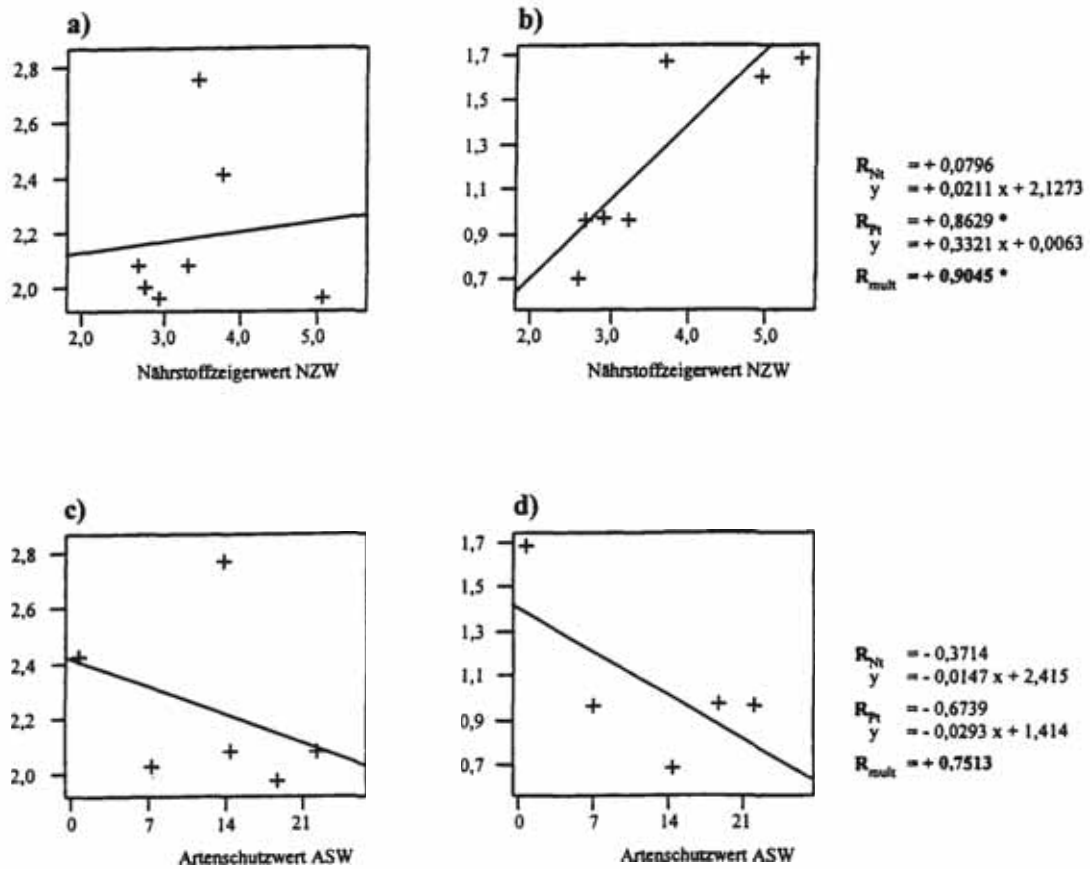 a)
2,8
2,6
2,4
2,2
2,0
2,0 3,0 4,0 5,0
Nährstoffzeigerwert NZW
b)
1,7
1,5
1,3
1,1
0,9
0,7
2,0 3,0 4,0 5,0
Nährstoffzeigerwert NZW
R_Nt = + 0,0796
y = + 0,0211 x + 2,1273
R_Pt = + 0,8629 *
y = + 0,3321 x + 0,0063
R_mult = + 0,9045 *
c)
2,8
2,6
2,4
2,2
2,0
0 7 14 21
Artenschutzwert ASW
d)
1,7
1,5
1,3
1,1
0,9
0,7
0 7 14 21
Artenschutzwert ASW
R_Nt = - 0,3714
y = - 0,0147 x + 2,415
R_Pt = - 0,6739
y = - 0,0293 x + 1,414
R_mult = + 0,7513